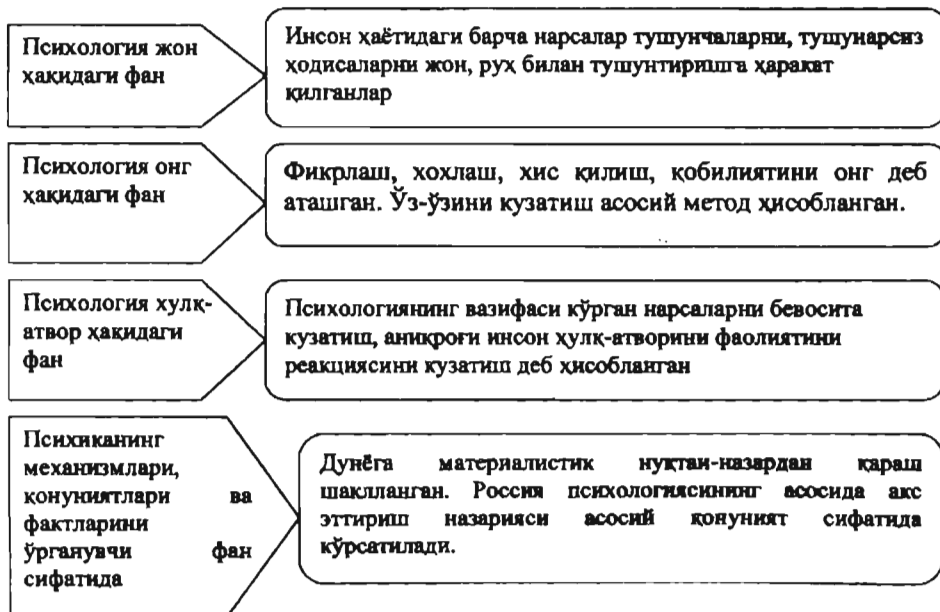 Психология жон
ҳақидаги фан
Инсон ҳаётидаги барча нарсалар тушунчаларни, тушунарсиз
ҳодисаларни жон, руҳ билан тушунтиришга ҳаракат
қилганлар
Психология онг
ҳақидаги фан
Фикрлаш, хохлаш, хис қилиш, қобилиятини онг деб
аташган. Ўз-ўзини кузатиш асосий метод ҳисобланган.
Психология хулқ-
атвор ҳақидаги
фан
Психологиянинг вазифаси кўрган нарсаларни бевосита
кузатиш, аниқроғи инсон ҳулқ-атворини фаолиятини
реакциясини кузатиш деб ҳисобланган
Психиканинг
механизмлари,
қонуниятлари ва
фактларини
ўрганувчи фан
сифатида
Дунёга материалистик нуқтаи-назардан қараш
шаклланган. Россия психологиясининг асосида акс
эттириш назарияси асосий қонуният сифатида
кўрсатилади.